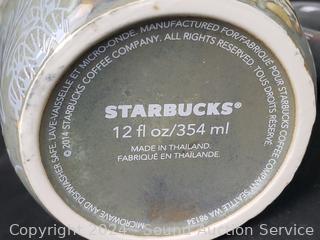 MICROWAVE AND DISHWASHER SAFE. LAVE-VAISSELLE ET MICRO-ONDE. MANUFACTURED FOR/FABRIQUÉ POUR STARBUCKS COFFEE COMPANY SEATTLE WA 98134
©2014 STARBUCKS COFFEE COMPANY. ALL RIGHTS RESERVED. TOUS DROITS RÉSERVÉ.
STARBUCKS®
12 fl oz/354 ml
MADE IN THAILAND.
FABRIQUÉ EN THAÏLANDE.
Copyright 2024 - Sound Auction Service